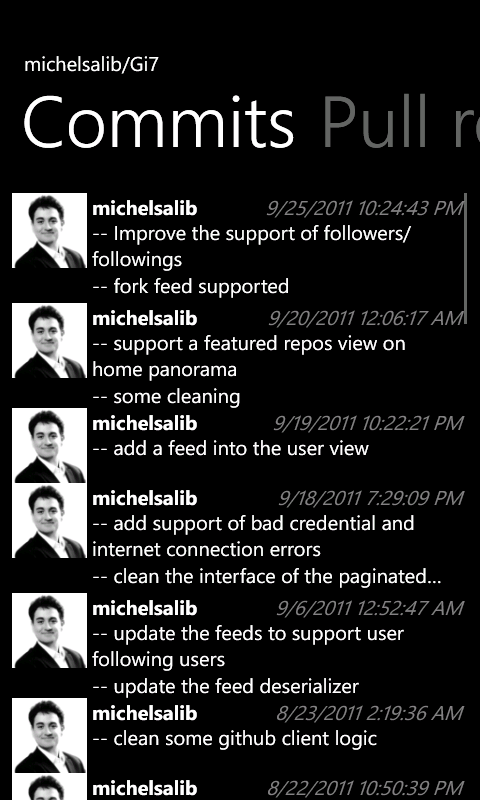 michelsalib/Gi7
Commits Pull re
michelsalib 9/25/2011 10:24:43 PM
-- Improve the support of followers/
followings
-- fork feed supported
michelsalib 9/20/2011 12:06:17 AM
-- support a featured repos view on
home panorama
-- some cleaning
michelsalib 9/19/2011 10:22:21 PM
-- add a feed into the user view
michelsalib 9/18/2011 7:29:09 PM
-- add support of bad credential and
internet connection errors
-- clean the interface of the paginated...
michelsalib 9/6/2011 12:52:47 AM
-- update the feeds to support user
following users
-- update the feed deserializer
michelsalib 8/23/2011 2:19:36 AM
-- clean some github client logic
michelsalib 8/22/2011 10:50:39 PM